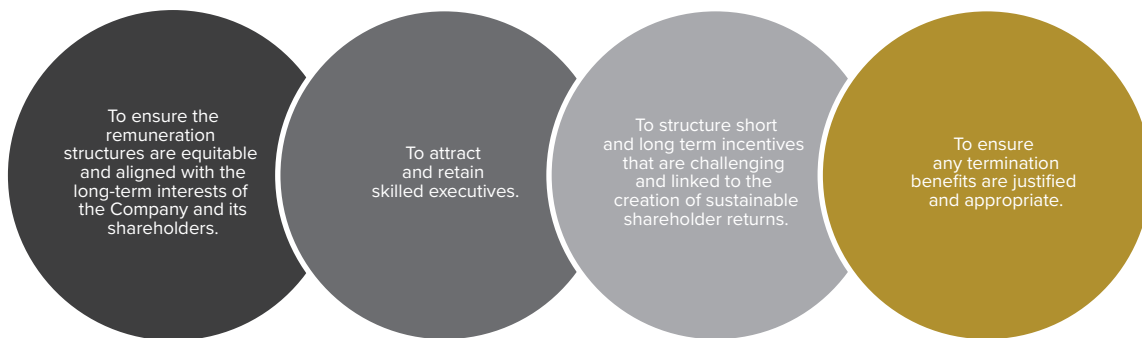 To ensure the
remuneration
structures are equitable
and aligned with the
long-term interests of
the Company and its
shareholders.
To attract
and retain
skilled executives.
To structure short
and long term incentives
that are challenging
and linked to the
creation of sustainable
shareholder returns.
To ensure
any termination
benefits are justified
and appropriate.